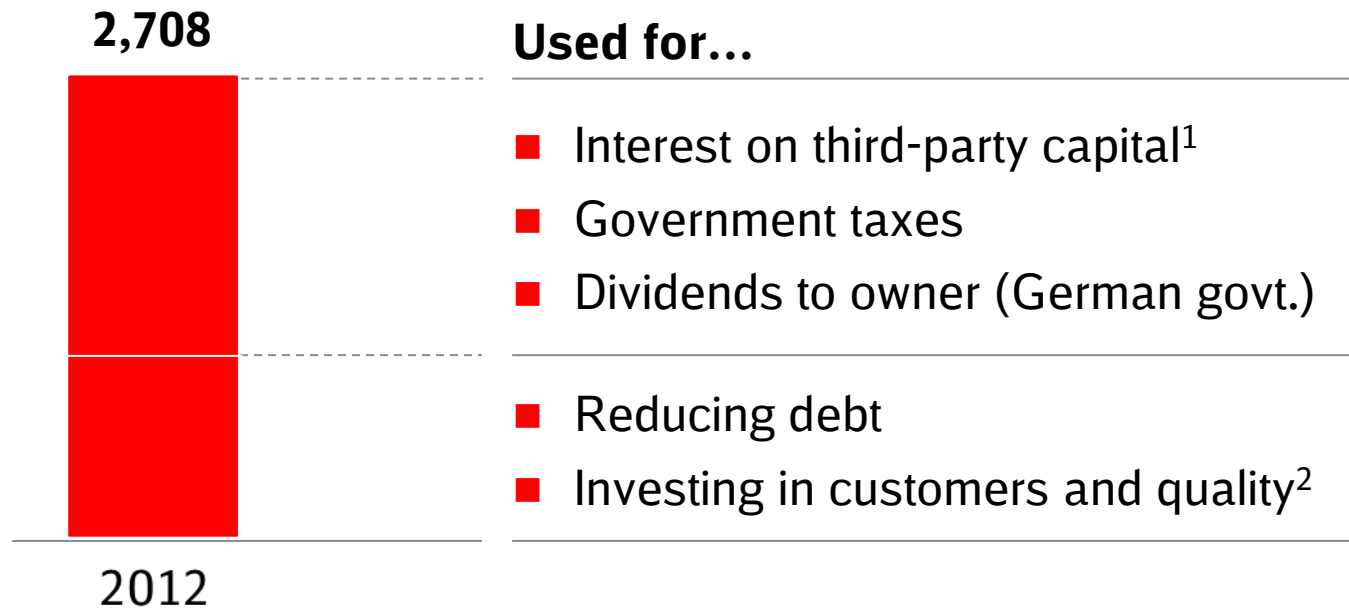 2,708
Used for…
■ Interest on third-party capital¹
■ Government taxes
■ Dividends to owner (German govt.)
■ Reducing debt
■ Investing in customers and quality²
2012